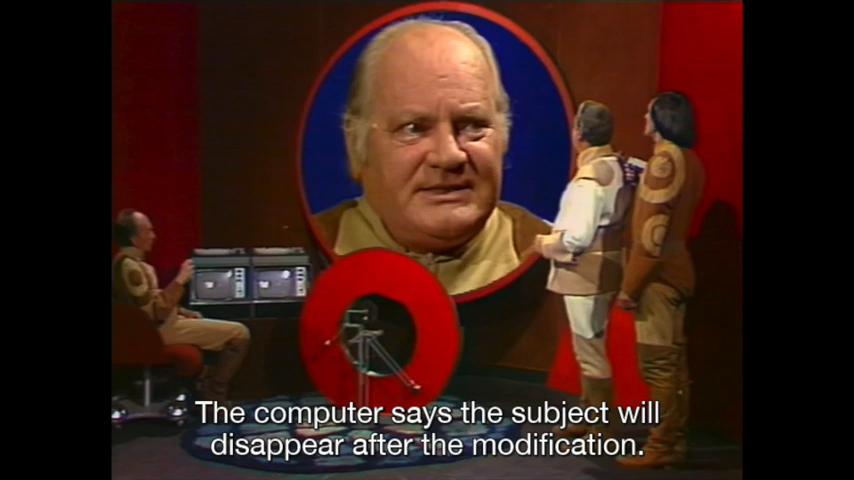 The computer says the subject will
disappear after the modification.